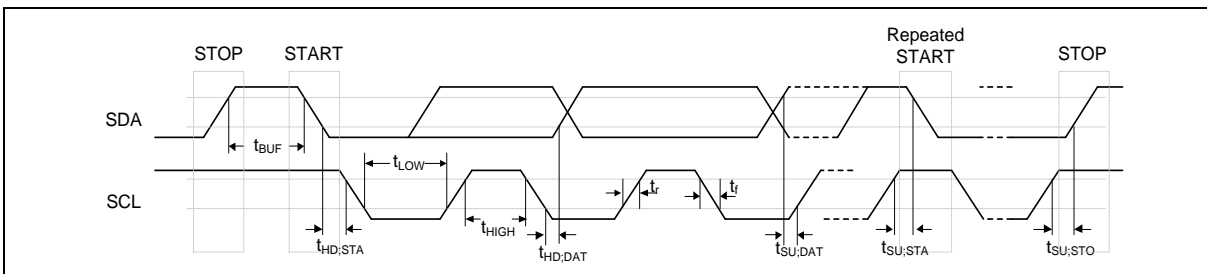 STOP
START
Repeated
START
STOP
SDA
tBUF
tLOW
SCL
tr
tf
tHIGH
tHD;STA
tHD;DAT
tSU;DAT
tSU;STA
tSU;STO